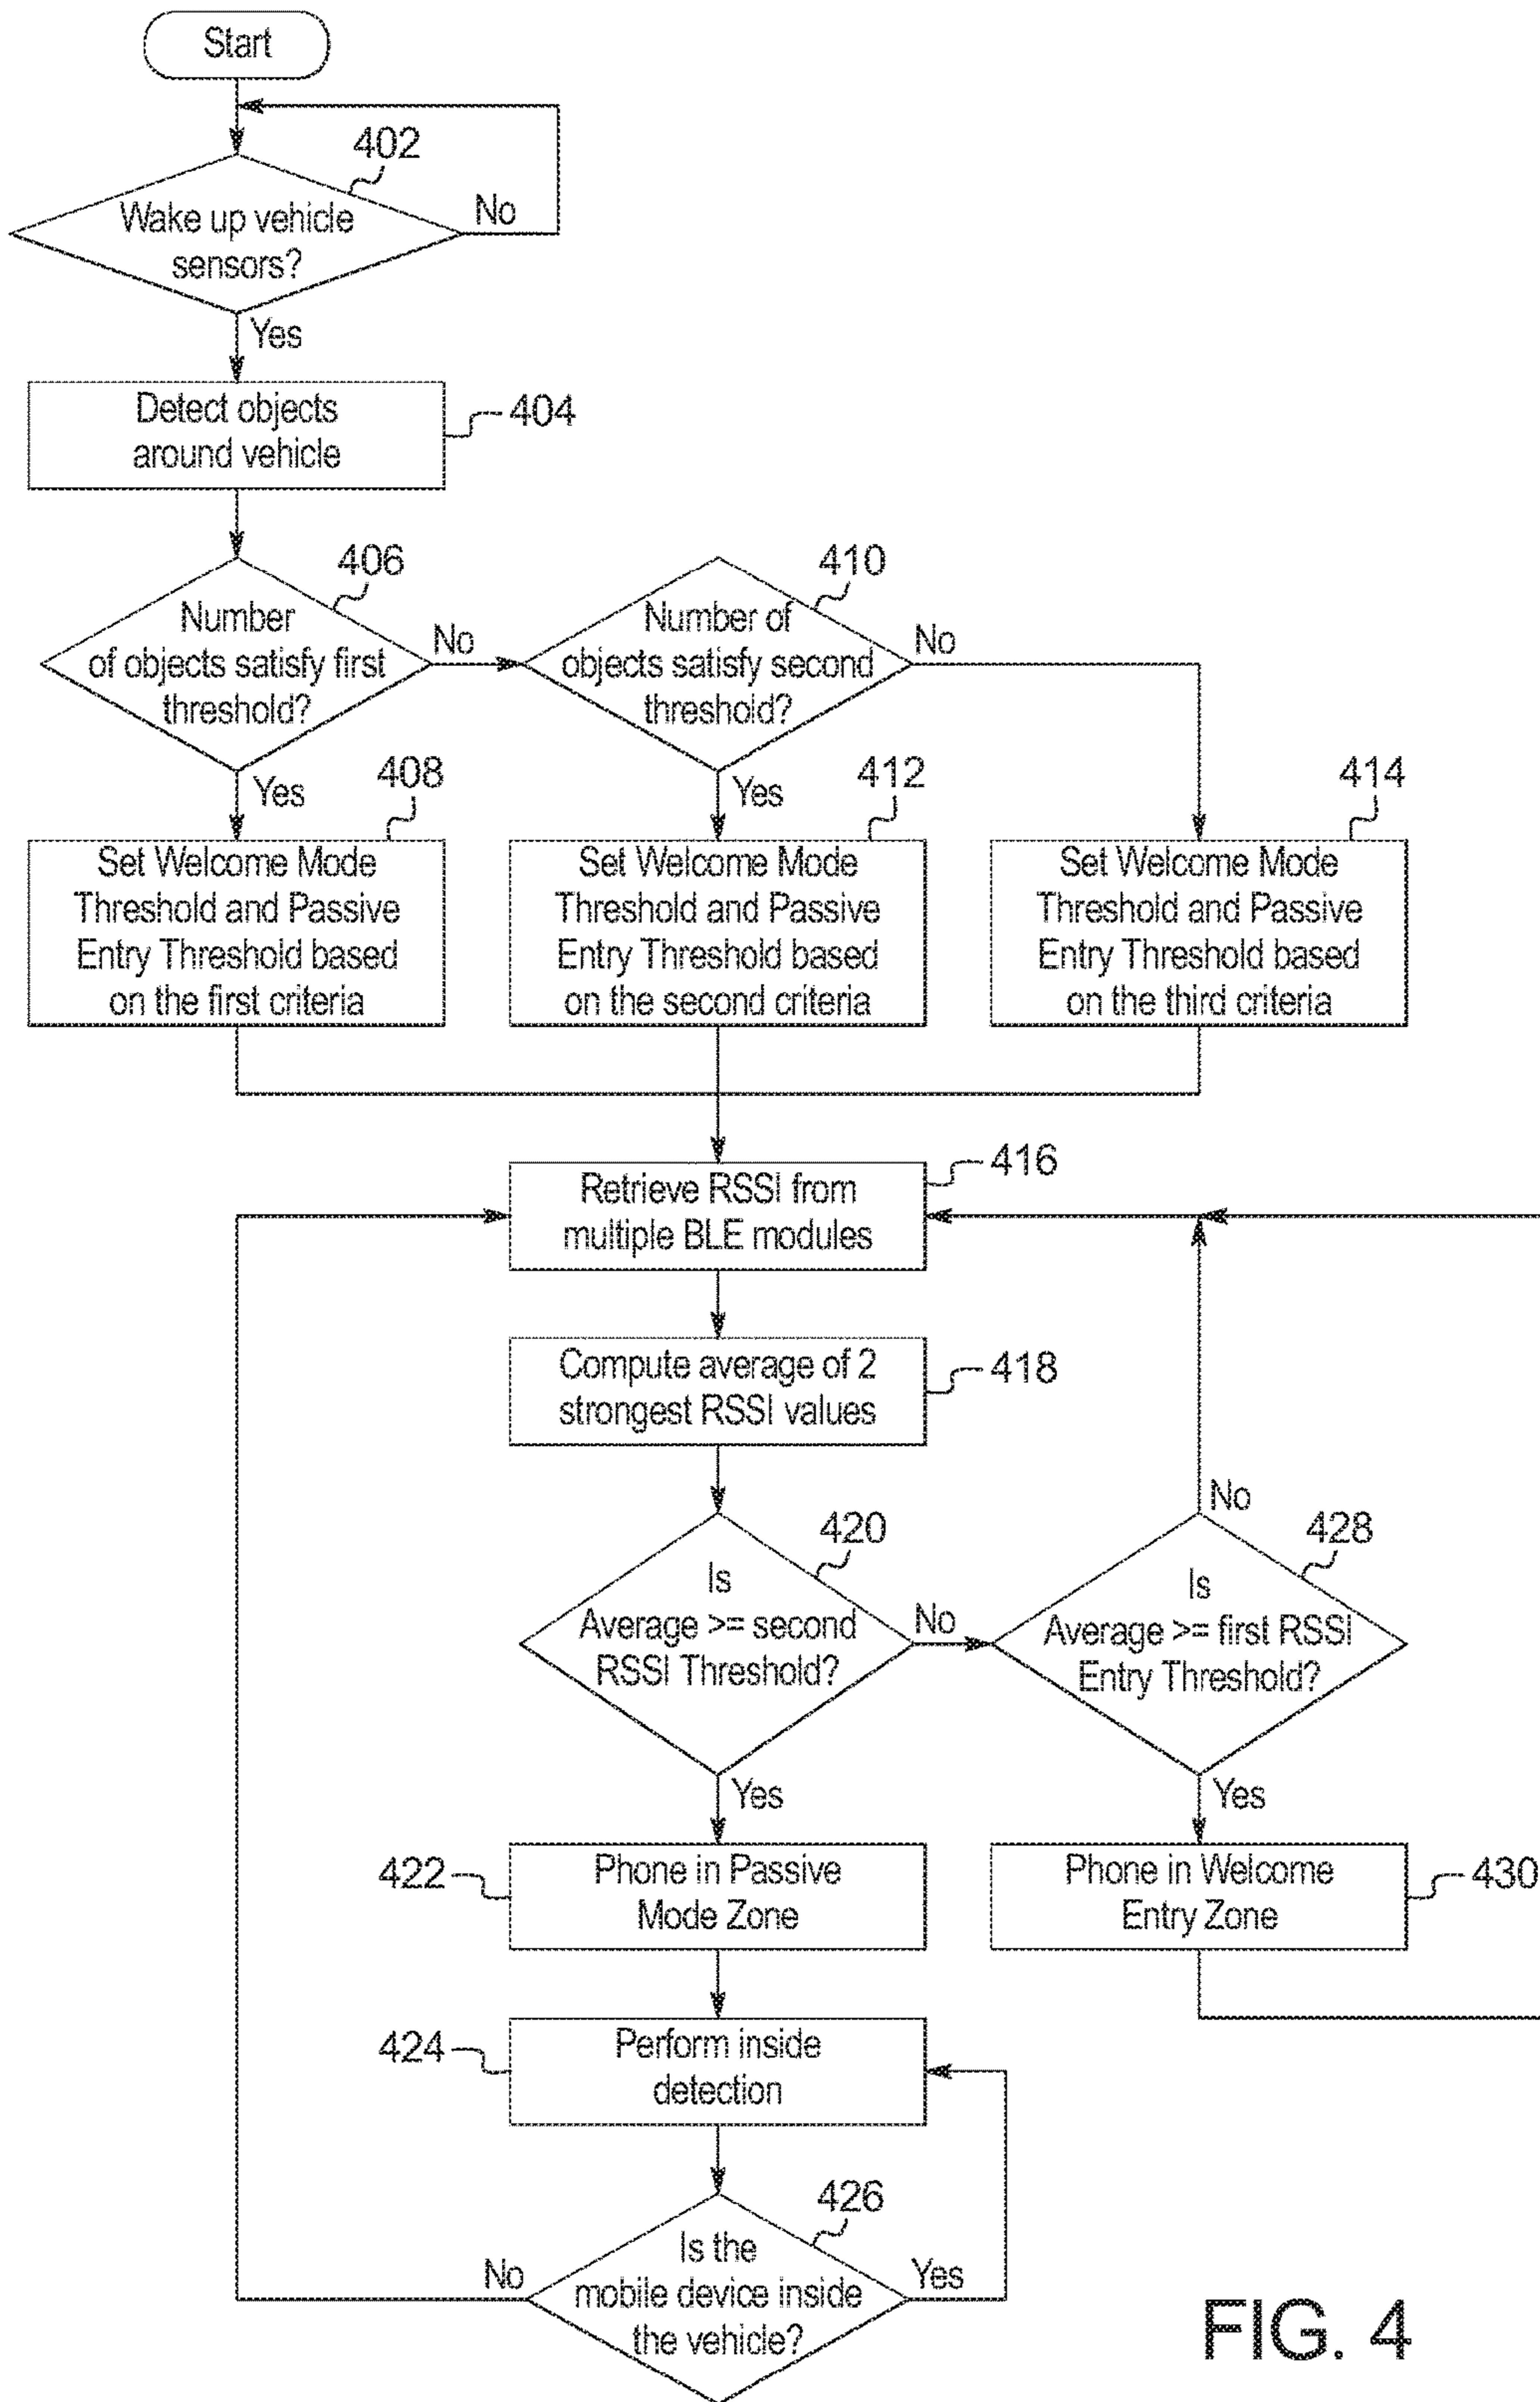 Start
402
Wake up vehicle
sensors?
No
Yes
Detect objects
around vehicle
404
406
Number
of objects satisfy first
threshold?
No
Yes
410
Number of
objects satisfy second
threshold?
No
Yes
408
Set Welcome Mode
Threshold and Passive
Entry Threshold based
on the first criteria
412
Set Welcome Mode
Threshold and Passive
Entry Threshold based
on the second criteria
414
Set Welcome Mode
Threshold and Passive
Entry Threshold based
on the third criteria
Retrieve RSSI from
multiple BLE modules
416
Compute average of 2
strongest RSSI values
418
420
Is
Average >= second
RSSI Threshold?
No
Yes
428
Is
Average >= first RSSI
Entry Threshold?
No
Yes
422
Phone in Passive
Mode Zone
Phone in Welcome
Entry Zone
430
424
Perform inside
detection
426
Is the
mobile device inside
the vehicle?
No
Yes
FIG. 4